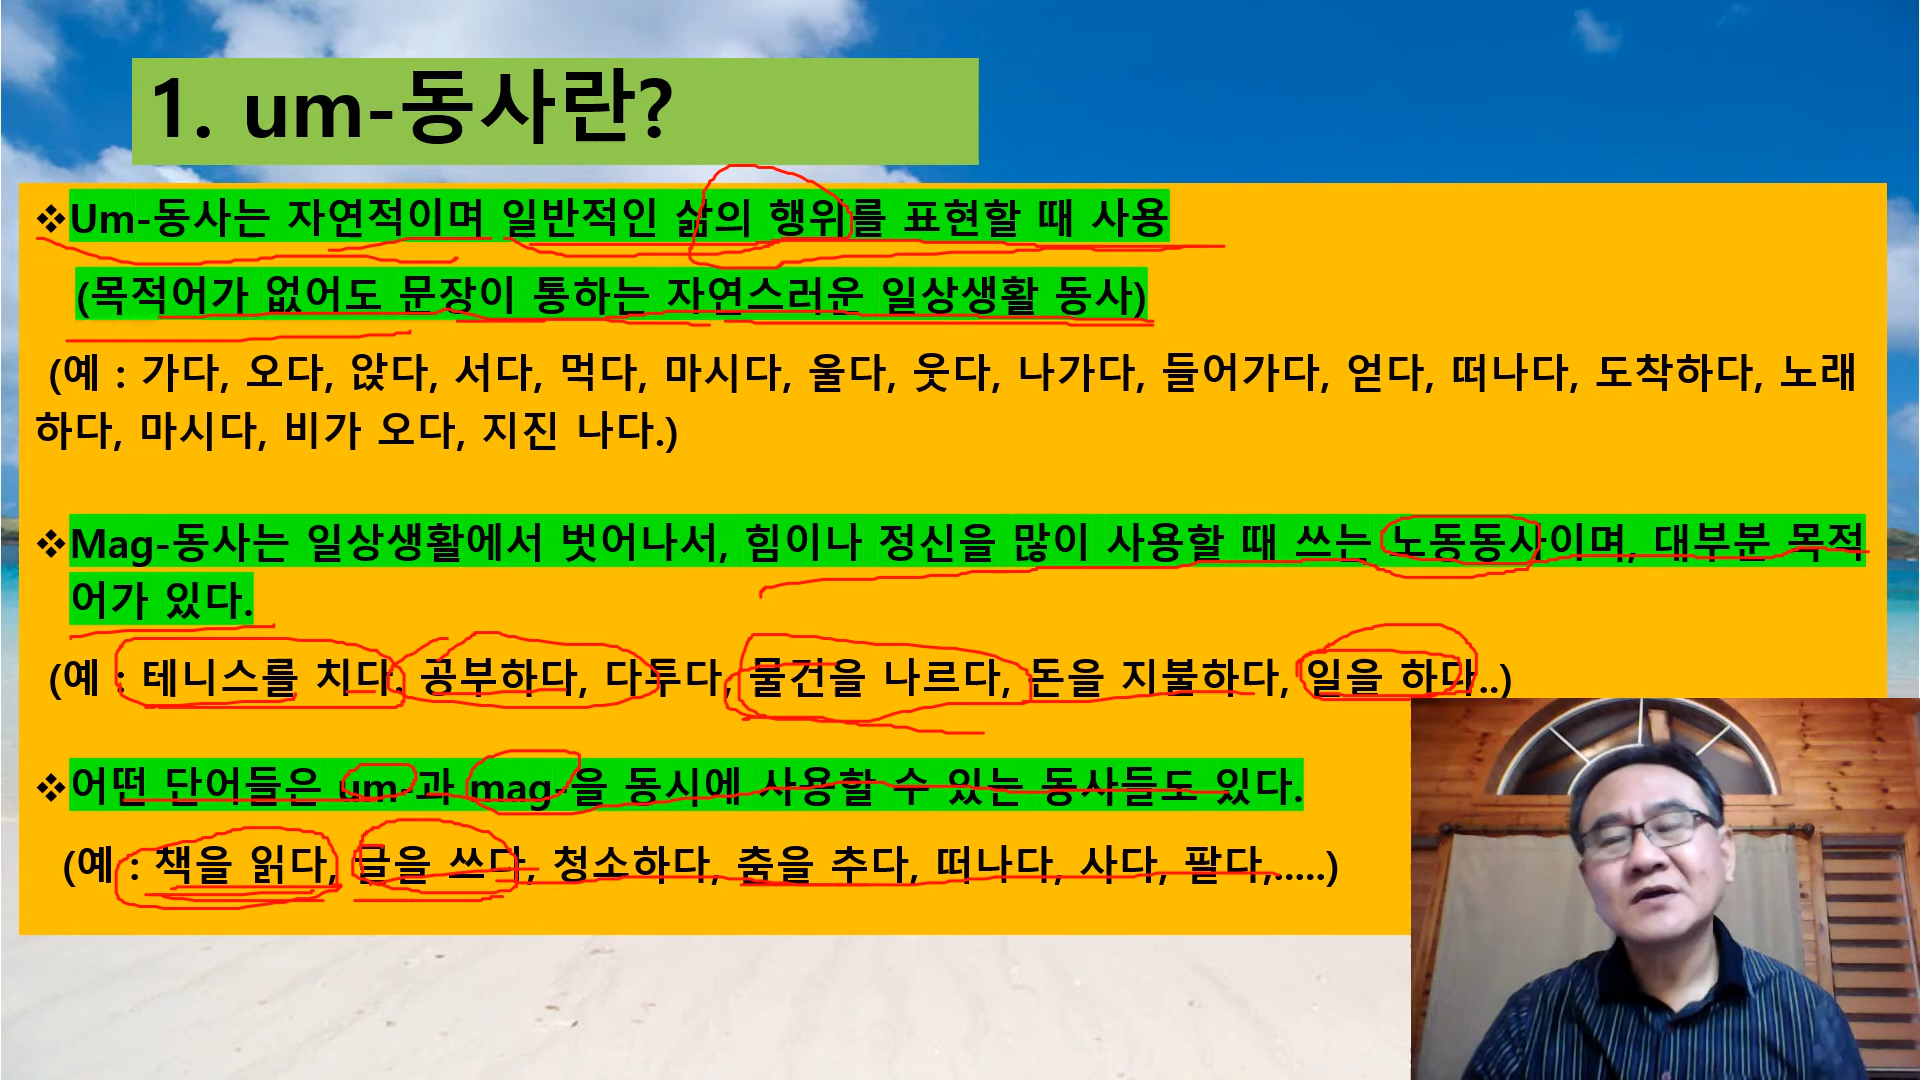 1. um-동사란?
❖Um-동사는 자연적이며 일반적인 삶의 행위를 표현할 때 사용
(목적어가 없어도 문장이 통하는 자연스러운 일상생활 동사)
(예 : 가다, 오다, 앉다, 서다, 먹다, 마시다, 울다, 웃다, 나가다, 들어가다, 얻다, 떠나다, 도착하다, 노래
하다, 마시다, 비가 오다, 지진 나다.)
❖Mag-동사는 일상생활에서 벗어나서, 힘이나 정신을 많이 사용할 때 쓰는 노동동사이며, 대부분 목적
어가 있다.
(예 : 테니스를 치다. 공부하다, 다투다, 물건을 나르다, 돈을 지불하다, 일을 하다..)
❖어떤 단어들은 um-과 mag-을 동시에 사용할 수 있는 동사들도 있다.
(예 : 책을 읽다, 글을 쓰다, 청소하다, 춤을 추다, 떠나다, 사다, 팔다,.....)